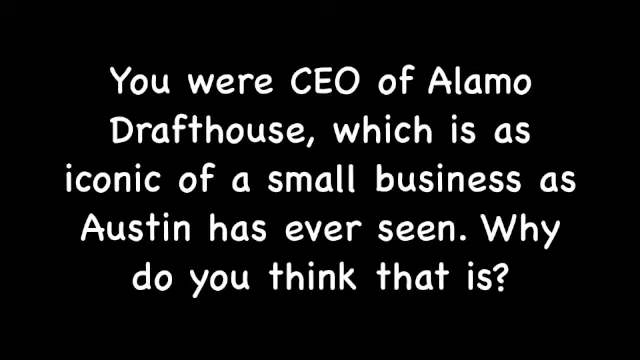 You were CEO of Alamo
Drafthouse, which is as
iconic of a small business as
Austin has ever seen. Why
do you think that is?